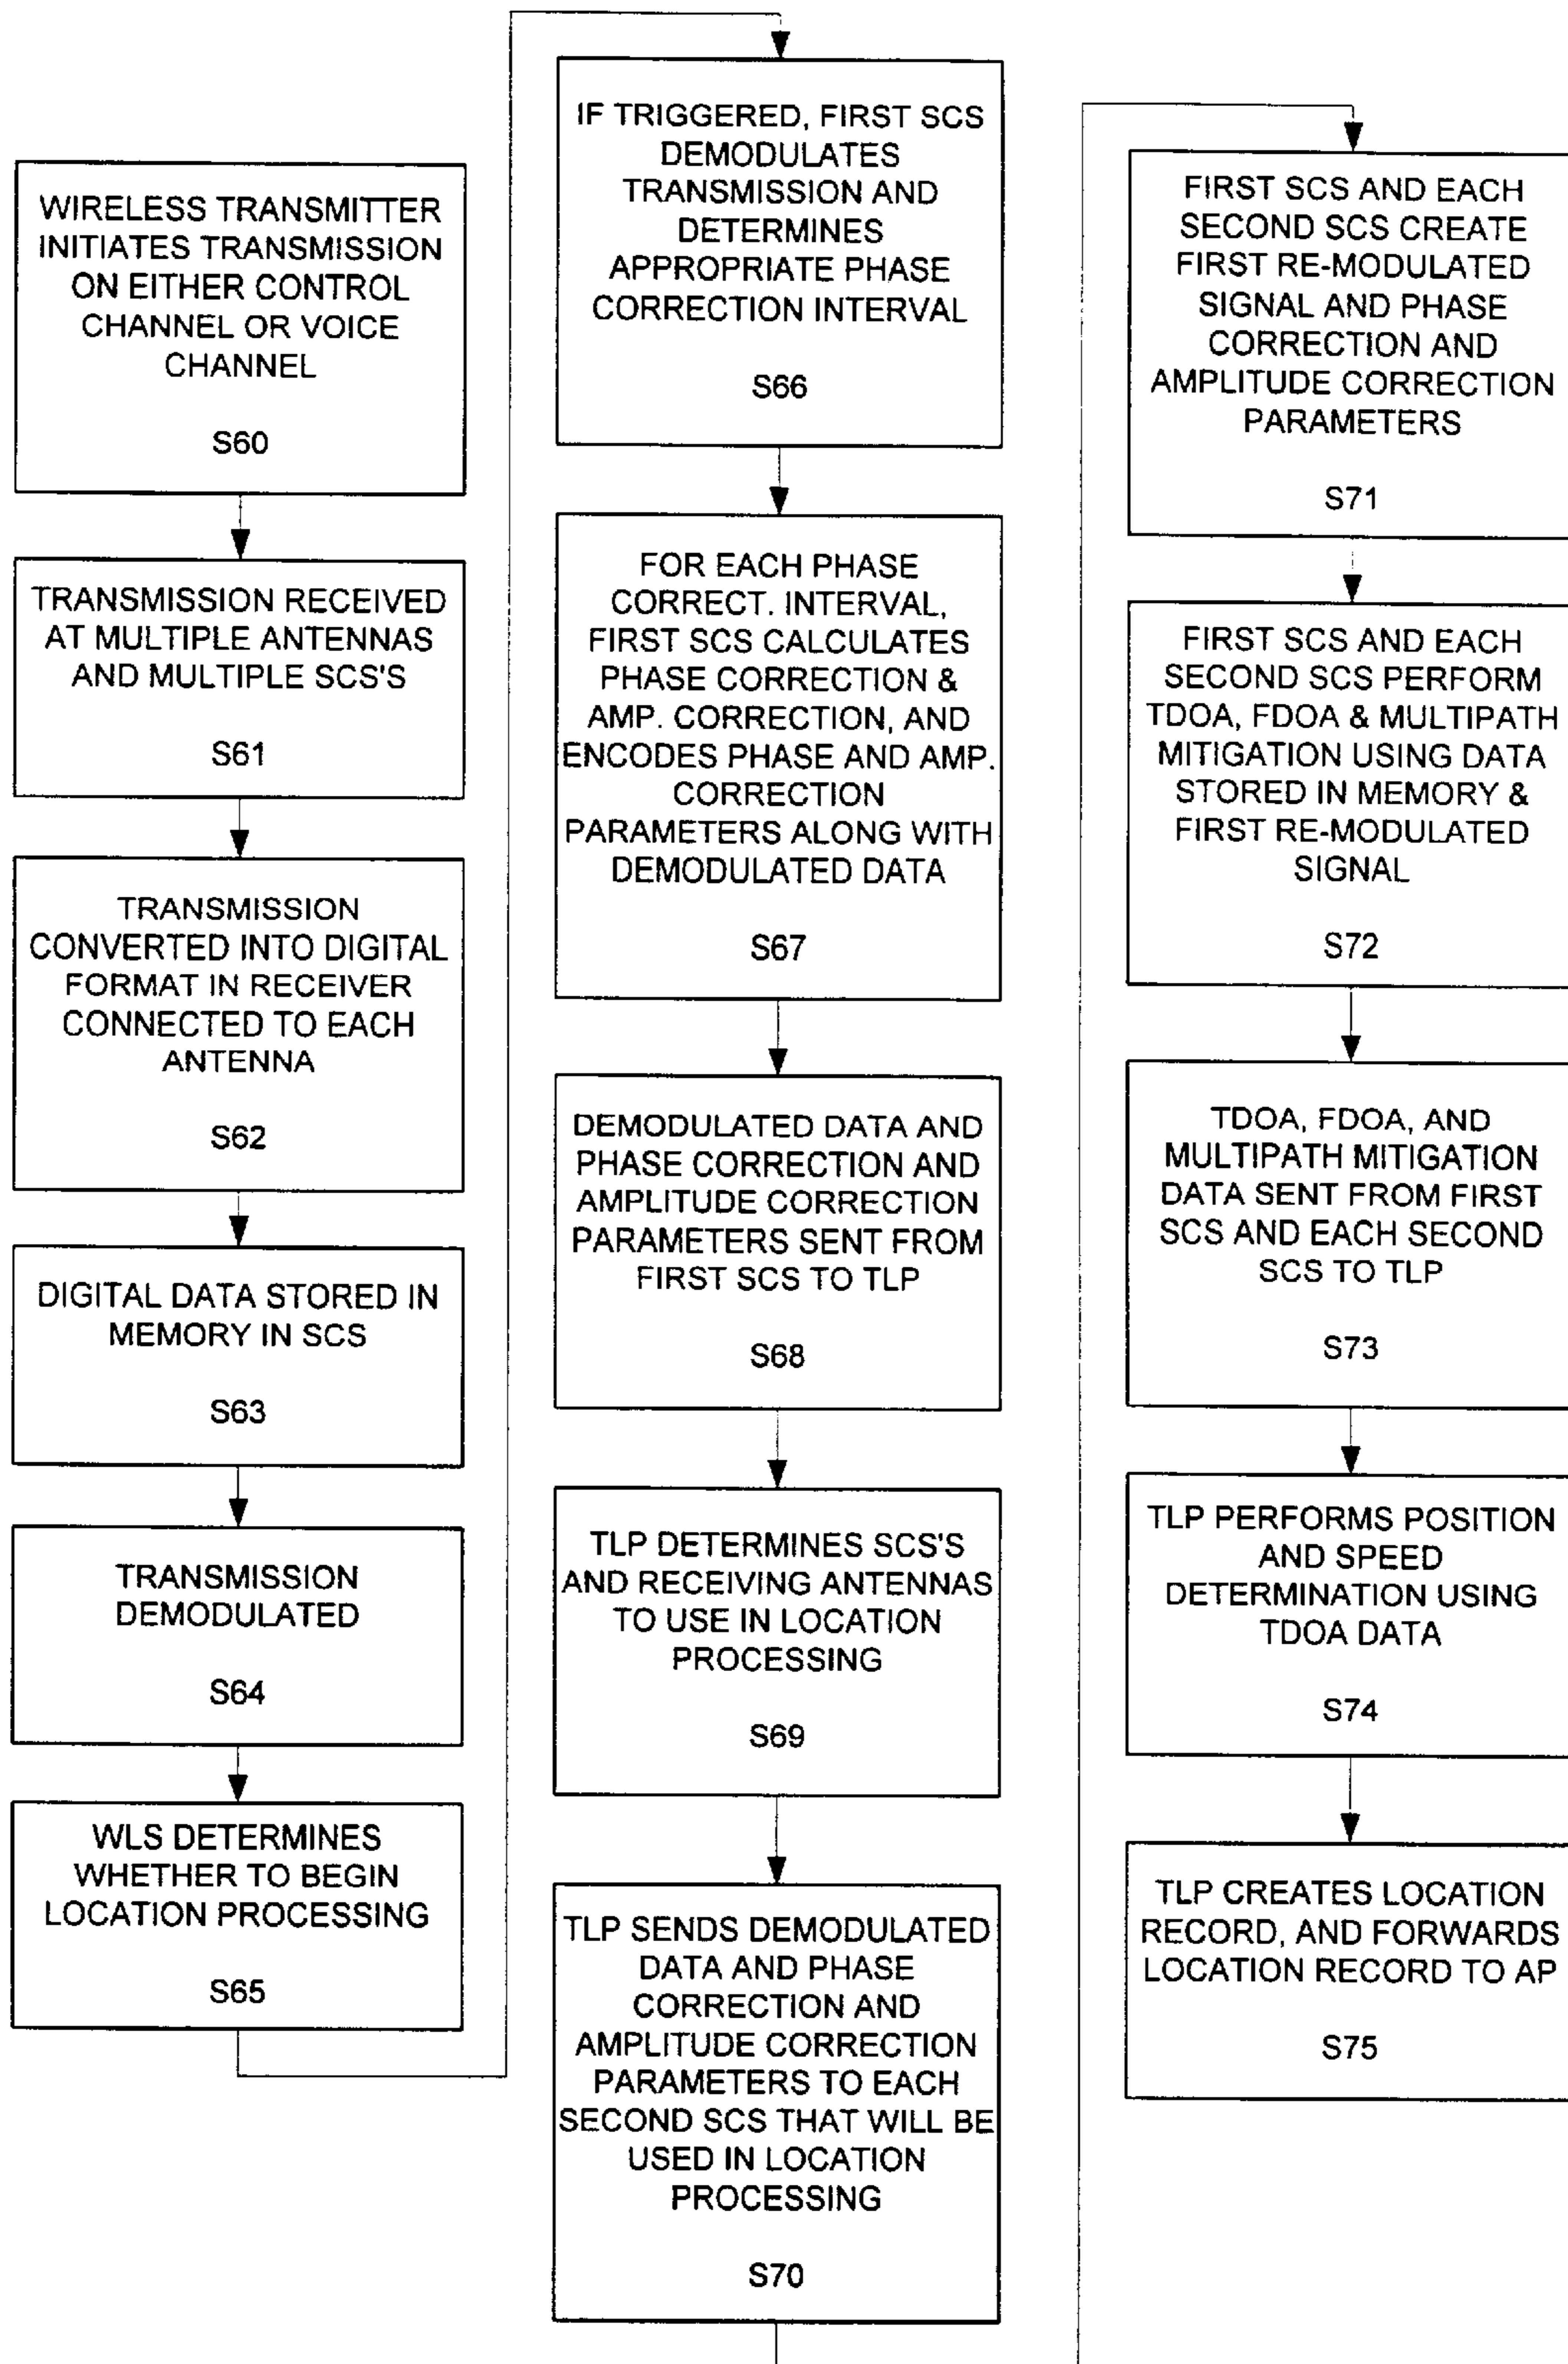 WIRELESS TRANSMITTER
INITIATES TRANSMISSION
ON EITHER CONTROL
CHANNEL OR VOICE
CHANNEL
S60
TRANSMISSION RECEIVED
AT MULTIPLE ANTENNAS
AND MULTIPLE SCS'S
S61
TRANSMISSION
CONVERTED INTO DIGITAL
FORMAT IN RECEIVER
CONNECTED TO EACH
ANTENNA
S62
DIGITAL DATA STORED IN
MEMORY IN SCS
S63
TRANSMISSION
DEMODULATED
S64
WLS DETERMINES
WHETHER TO BEGIN
LOCATION PROCESSING
S65
IF TRIGGERED, FIRST SCS
DEMODULATES
TRANSMISSION AND
DETERMINES
APPROPRIATE PHASE
CORRECTION INTERVAL
S66
FOR EACH PHASE
CORRECT. INTERVAL,
FIRST SCS CALCULATES
PHASE CORRECTION &
AMP. CORRECTION, AND
ENCODES PHASE AND AMP.
CORRECTION
PARAMETERS ALONG WITH
DEMODULATED DATA
S67
DEMODULATED DATA AND
PHASE CORRECTION AND
AMPLITUDE CORRECTION
PARAMETERS SENT FROM
FIRST SCS TO TLP
S68
TLP DETERMINES SCS'S
AND RECEIVING ANTENNAS
TO USE IN LOCATION
PROCESSING
S69
TLP SENDS DEMODULATED
DATA AND PHASE
CORRECTION AND
AMPLITUDE CORRECTION
PARAMETERS TO EACH
SECOND SCS THAT WILL BE
USED IN LOCATION
PROCESSING
S70
FIRST SCS AND EACH
SECOND SCS CREATE
FIRST RE-MODULATED
SIGNAL AND PHASE
CORRECTION AND
AMPLITUDE CORRECTION
PARAMETERS
S71
FIRST SCS AND EACH
SECOND SCS PERFORM
TDOA, FDOA & MULTIPATH
MITIGATION USING DATA
STORED IN MEMORY &
FIRST RE-MODULATED
SIGNAL
S72
TDOA, FDOA, AND
MULTIPATH MITIGATION
DATA SENT FROM FIRST
SCS AND EACH SECOND
SCS TO TLP
S73
TLP PERFORMS POSITION
AND SPEED
DETERMINATION USING
TDOA DATA
S74
TLP CREATES LOCATION
RECORD, AND FORWARDS
LOCATION RECORD TO AP
S75